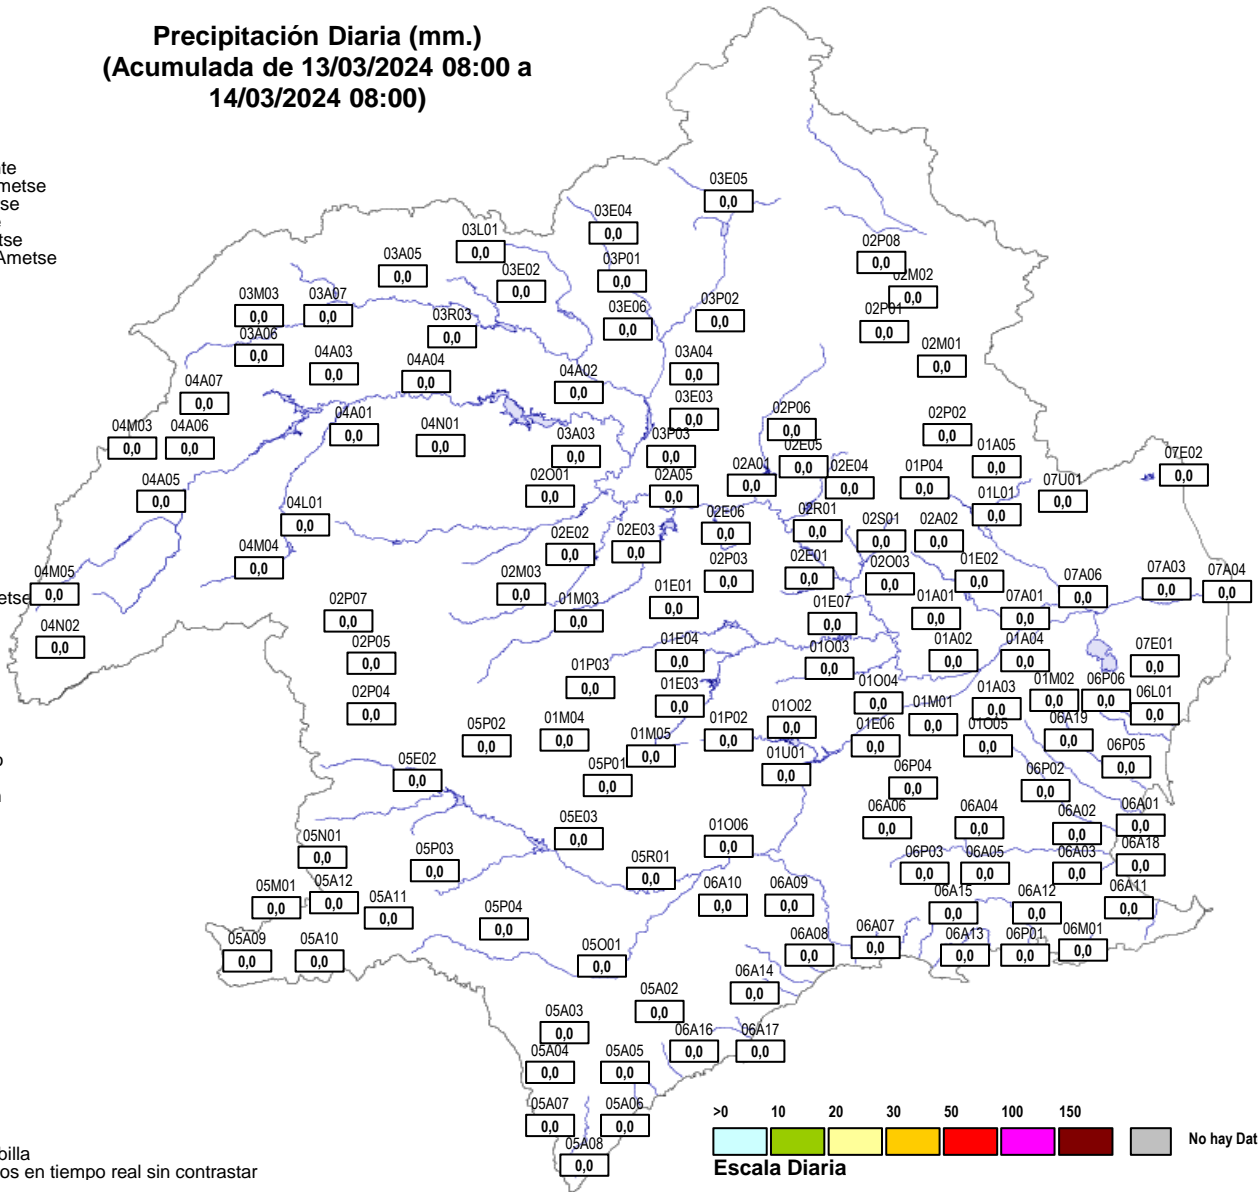 Precipitación Diaria (mm.)
(Acumulada de 13/03/2024 08:00 a
14/03/2024 08:00)
nte
metse
tse
e
tse
Ametse
03E05
0,0
03E04
0,0
03L01
0,0
03A05
0,0
03P01
0,0
03E02
0,0
02P08
0,0
02M02
0,0
03M03
0,0
03A07
0,0
03R03
0,0
03E06
0,0
03P02
0,0
02P01
0,0
03A06
0,0
04A03
0,0
04A04
0,0
04A02
0,0
03A04
0,0
02M01
0,0
04A07
0,0
03E03
0,0
04M03
0,0
04A06
0,0
04A01
0,0
04N01
0,0
03A03
0,0
03P03
0,0
02P06
0,0
02E05
0,0
02P02
0,0
01A05
0,0
07E02
0,0
04A05
0,0
02O01
0,0
02A05
0,0
02A01
0,0
02E04
0,0
01P04
0,0
01L01
0,0
07U01
0,0
04L01
0,0
02E02
0,0
02E03
0,0
02E06
0,0
02R01
0,0
02S01
0,0
02A02
0,0
04M04
0,0
04M05
0,0
etse
02M03
0,0
01M03
0,0
01E01
0,0
02P03
0,0
02E01
0,0
02O03
0,0
01E02
0,0
07A06
0,0
07A03
0,0
07A04
0,0
04N02
0,0
02P07
0,0
01E07
0,0
01A01
0,0
07A01
0,0
02P05
0,0
01E04
0,0
01O03
0,0
01A02
0,0
01A04
0,0
07E01
0,0
02P04
0,0
01P03
0,0
01E03
0,0
01O04
0,0
01M01
0,0
01A03
0,0
01M02
0,0
06P06
0,0
06L01
0,0
05P02
0,0
01M04
0,0
01M05
0,0
01P02
0,0
01O02
0,0
01E06
0,0
01O05
0,0
06A19
0,0
06P05
0,0
o
05E02
0,0
05P01
0,0
01U01
0,0
06P04
0,0
06P02
0,0
05E03
0,0
01O06
0,0
06A06
0,0
06A04
0,0
06A02
0,0
06A01
0,0
05N01
0,0
05P03
0,0
05R01
0,0
06P03
0,0
06A05
0,0
06A03
0,0
06A18
0,0
05M01
0,0
05A12
0,0
05A11
0,0
05P04
0,0
06A10
0,0
06A09
0,0
06A15
0,0
06A12
0,0
06A11
0,0
05A09
0,0
05A10
0,0
05O01
0,0
06A08
0,0
06A07
0,0
06A13
0,0
06P01
0,0
06M01
0,0
05A03
0,0
05A02
0,0
06A14
0,0
05A04
0,0
05A05
0,0
06A16
0,0
06A17
0,0
05A07
0,0
05A06
0,0
05A08
0,0
>0 10 20 30 50 100 150
No hay Dat
Escala Diaria
billa
os en tiempo real sin contrastar